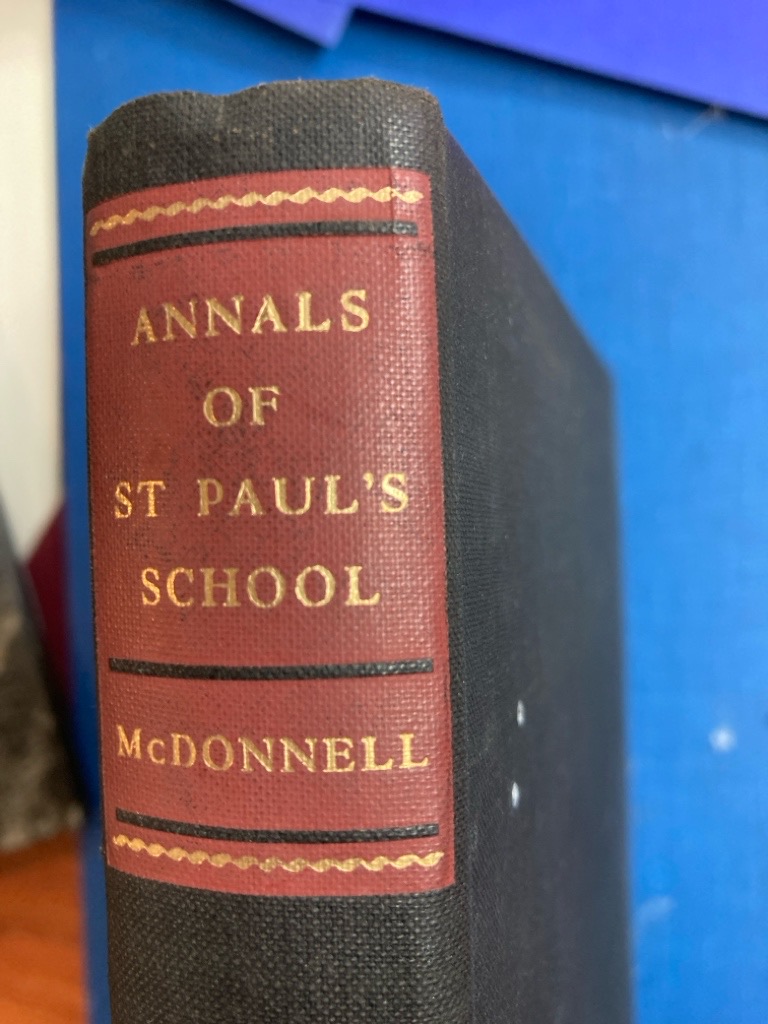 ANNALS
OF
ST PAUL'S
SCHOOL
McDONNELL